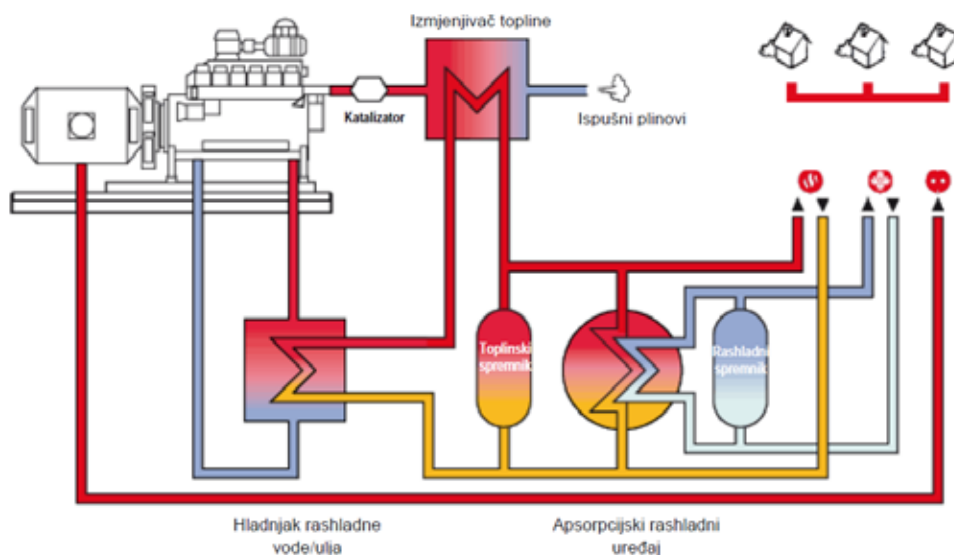 Izmjenjivač topline
Katalizator
Ispušni plinovi
Toplinski
spremnik
Rashladni
spremnik
Hladnjak rashladne
vode/ulja
Apsorpcijski rashladni
uređaj